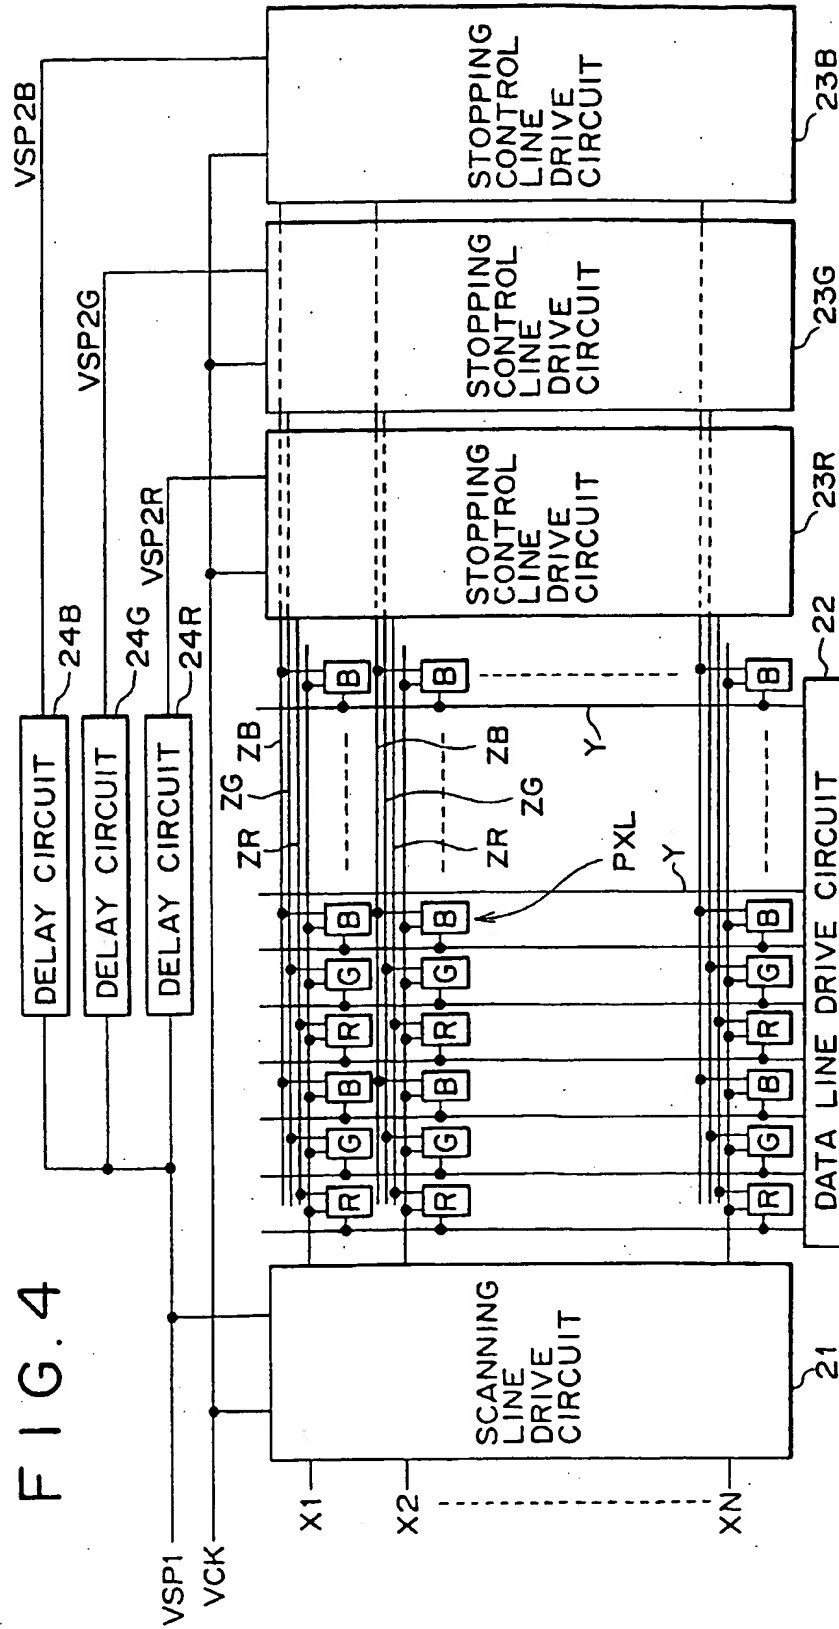 FIG. 4
VSP1
VCK
DELAY CIRCUIT
24B
VSP2B
DELAY CIRCUIT
24G
VSP2G
DELAY CIRCUIT
24R
VSP2R
ZG
ZB
ZR
X1
R
G
B
R
G
B
B
ZB
ZG
ZR
X2
R
G
B
R
G
B
B
PXL
Y
Y
XN
R
G
B
R
G
B
B
SCANNING
LINE
DRIVE
CIRCUIT
21
DATA LINE DRIVE CIRCUIT
22
STOPPING
CONTROL
LINE
DRIVE
CIRCUIT
23R
STOPPING
CONTROL
LINE
DRIVE
CIRCUIT
23G
STOPPING
CONTROL
LINE
DRIVE
CIRCUIT
23B